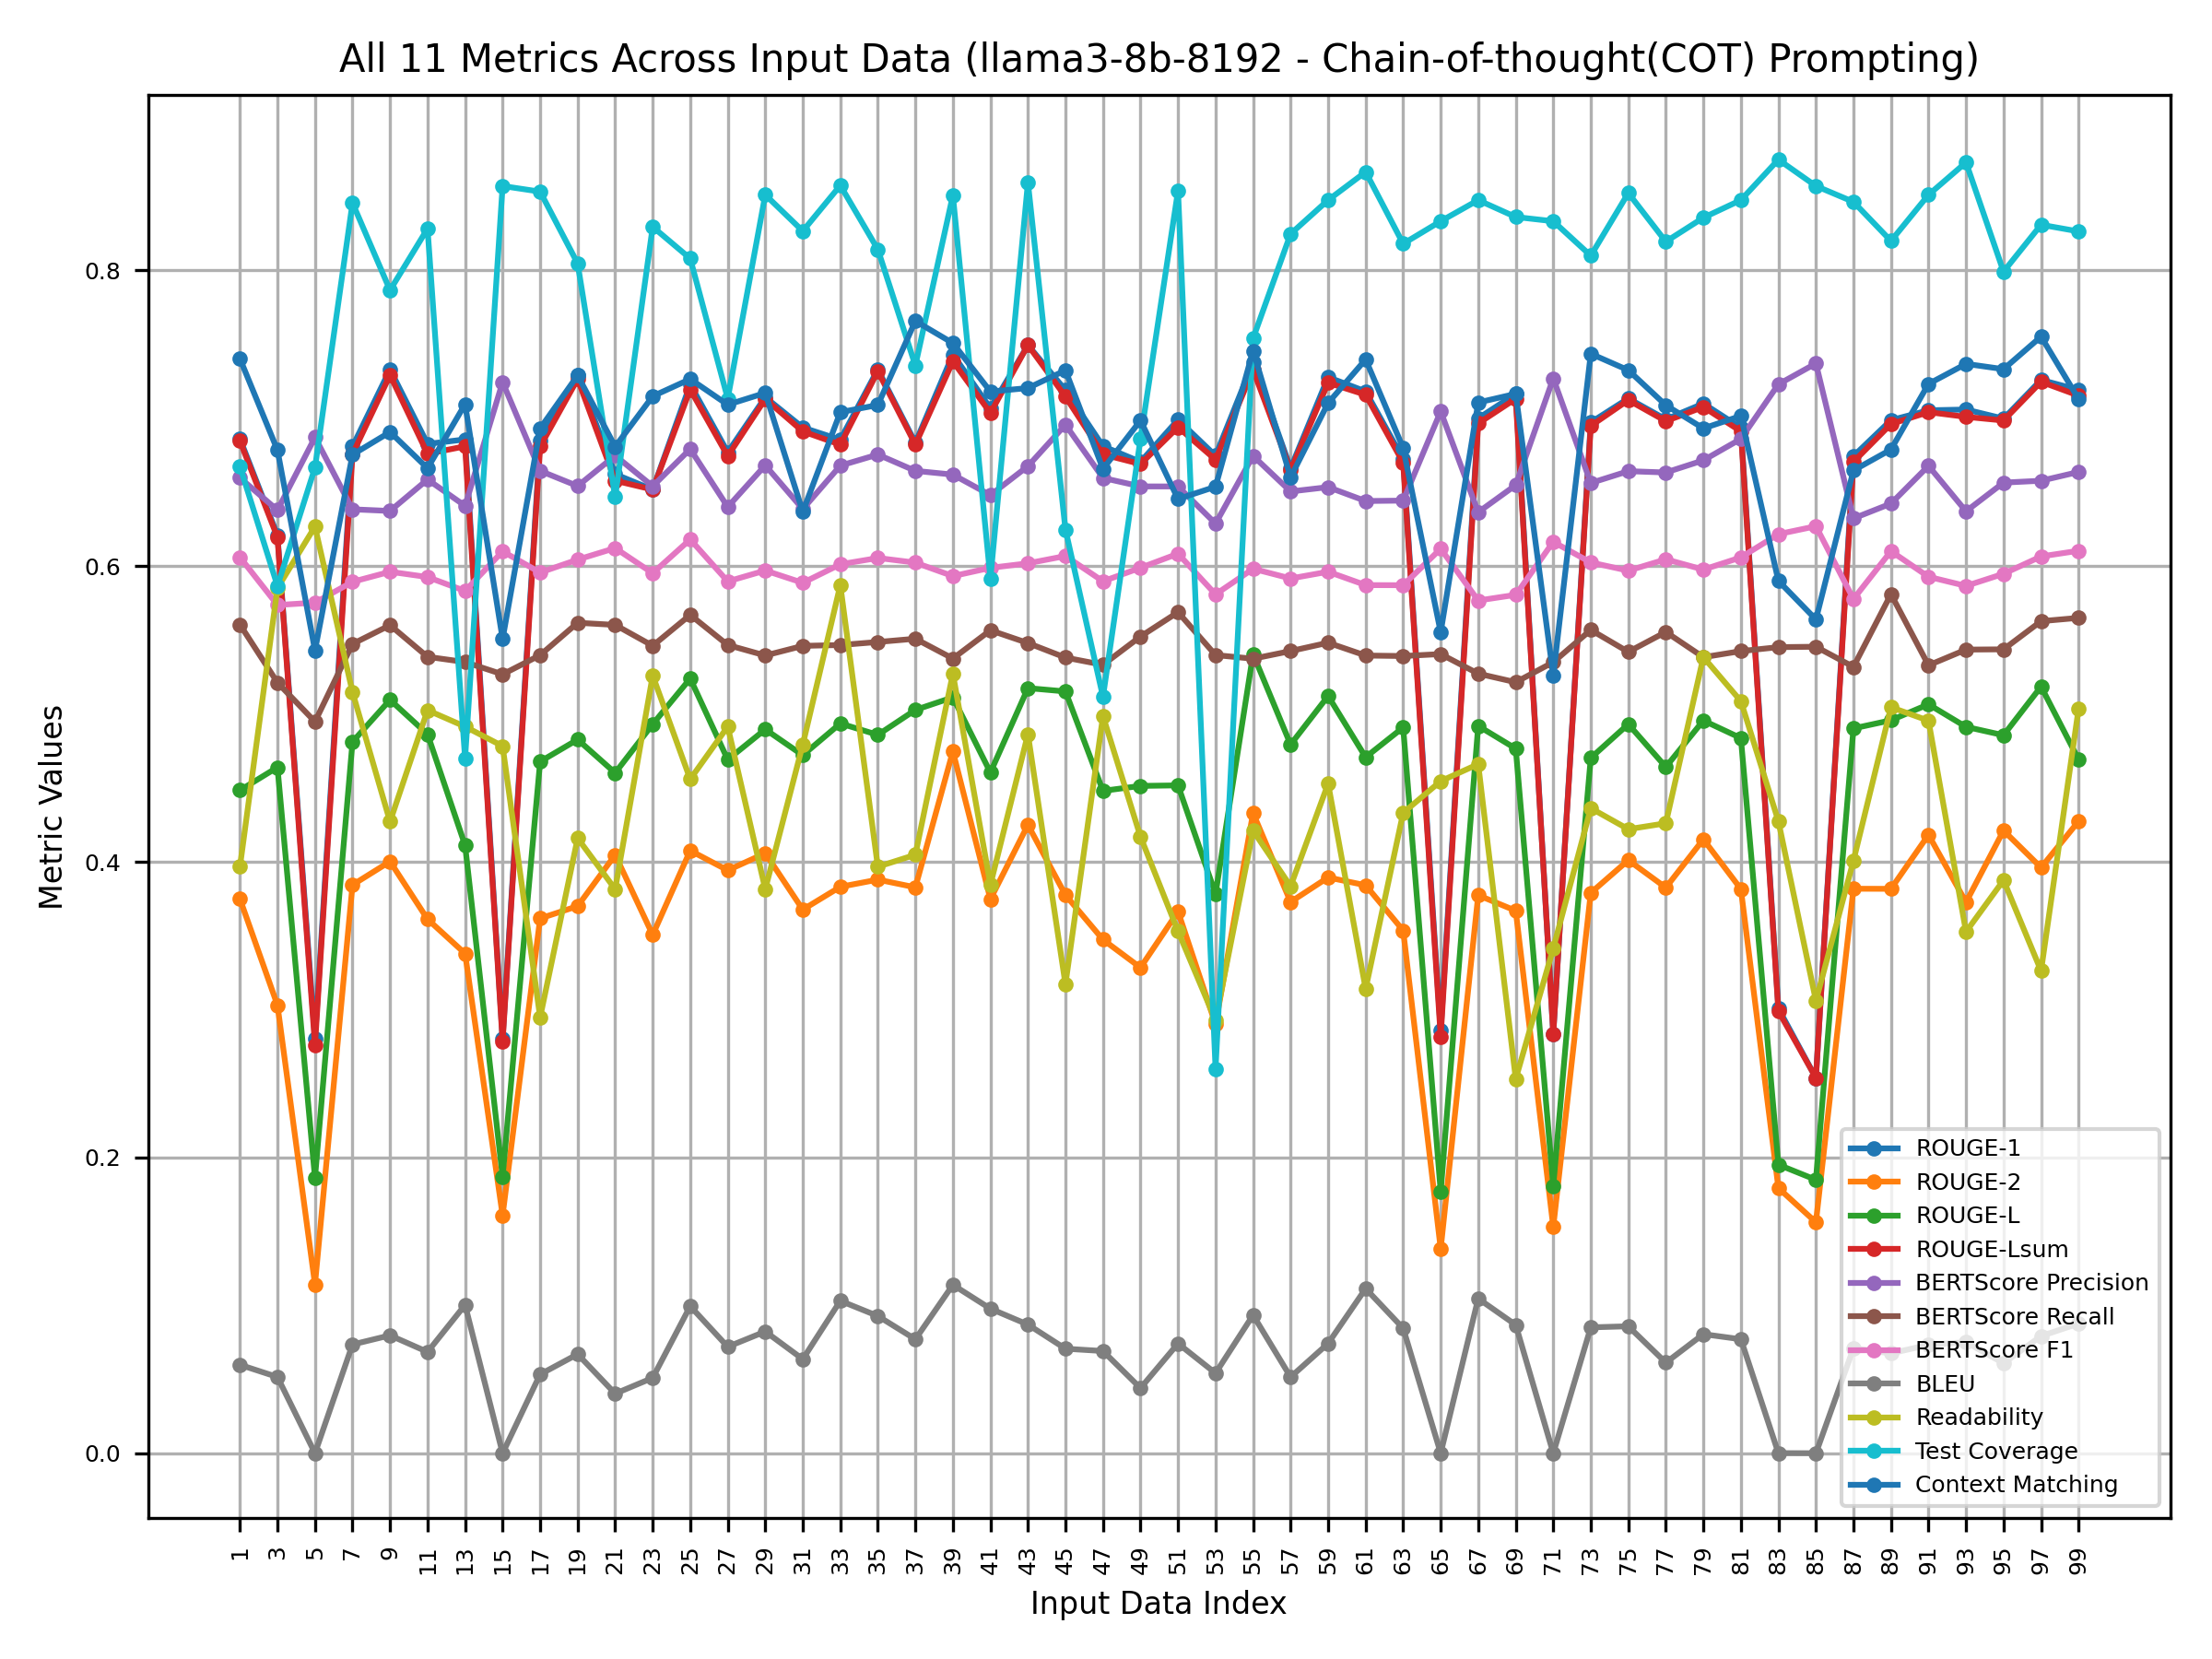 All 11 Metrics Across Input Data (llama3-8b-8192 - Chain-of-thought(COT) Prompting)
Metric Values
0.8
0.6
0.4
0.2
0.0
ROUGE-1
ROUGE-2
ROUGE-L
ROUGE-Lsum
BERTScore Precision
BERTScore Recall
BERTScore F1
BLEU
Readability
Test Coverage
Context Matching
1 3 5 7 9 11 13 15 17 19 21 23 25 27 29 31 33 35 37 39 41 43 45 47 49 51 53 55 57 59 61 63 65 67 69 71 73 75 77 79 81 83 85 87 89 91 93 95 97 99
Input Data Index